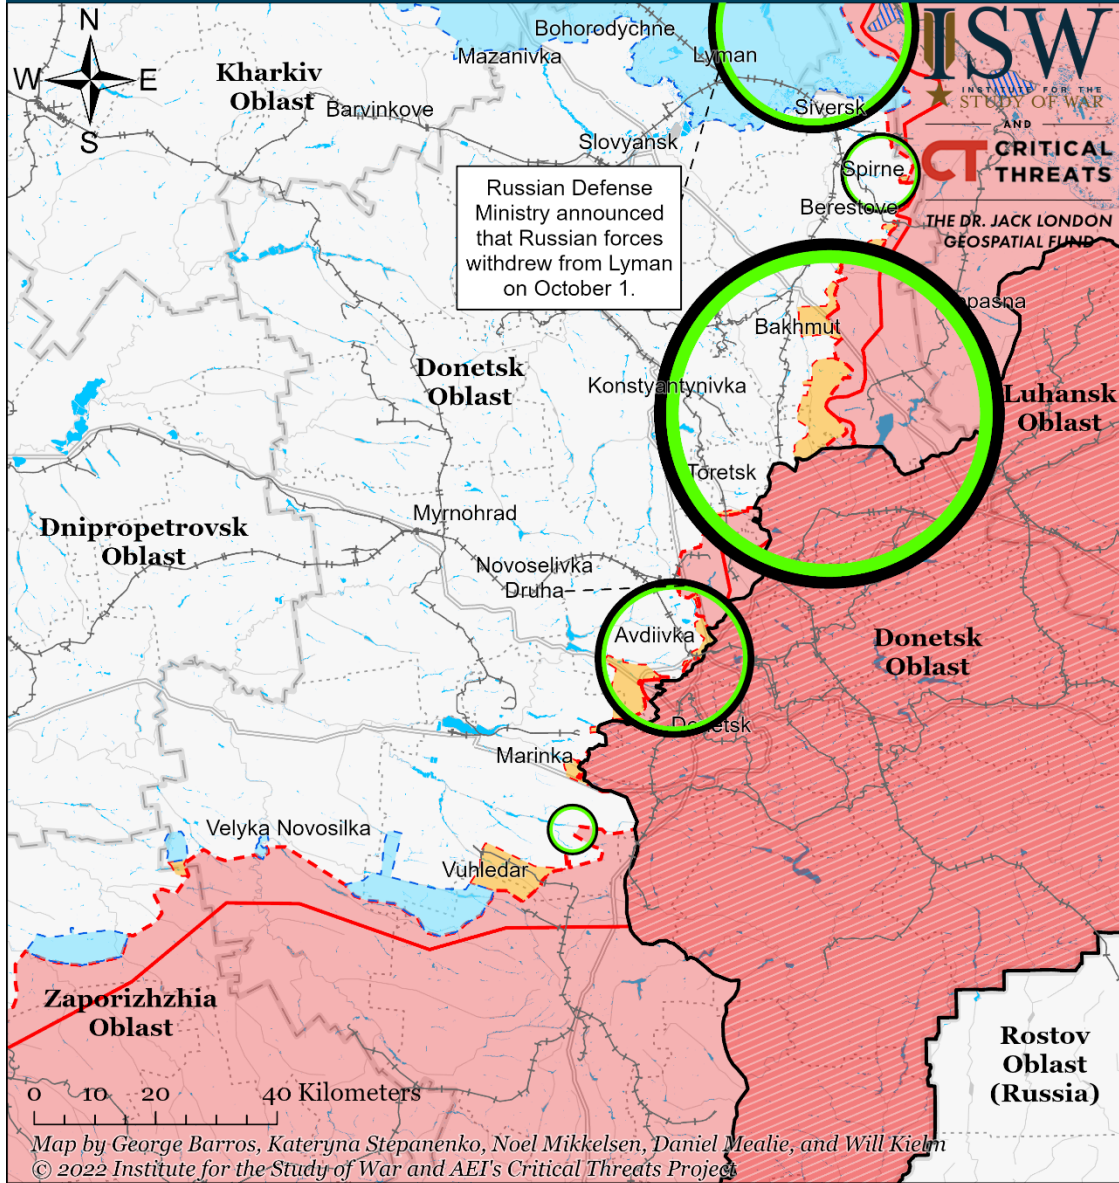 N
W E
S
Kharkiv
Oblast
Bohorodychne
Mazanivka
Lyman
Barvinkove
Siversk
Slovyansk
ISW
INSTITUTE FOR THE
STUDY OF WAR
AND
CT CRITICAL
THREATS
THE DR. JACK LONDON
GEOSPATIAL FUND
Spirne
Berestove
Russian Defense
Ministry announced
that Russian forces
withdrew from Lyman
on October 1.
opasna
Bakhmut
Donetsk
Oblast
Konstyantynivka
Luhansk
Oblast
Toretsk
Myrnohrad
Dnipropetrovsk
Oblast
Novoselivka
Druha
Avdiivka
Donetsk
Oblast
Donetsk
Marinka
Velyka Novosilka
Vuhledar
Zaporizhzhia
Oblast
Rostov
Oblast
(Russia)
0 10 20 40 Kilometers
Map by George Barros, Kateryna Stepanenko, Noel Mikkelsen, Daniel Mealie, and Will Kielm
© 2022 Institute for the Study of War and AEI's Critical Threats Project